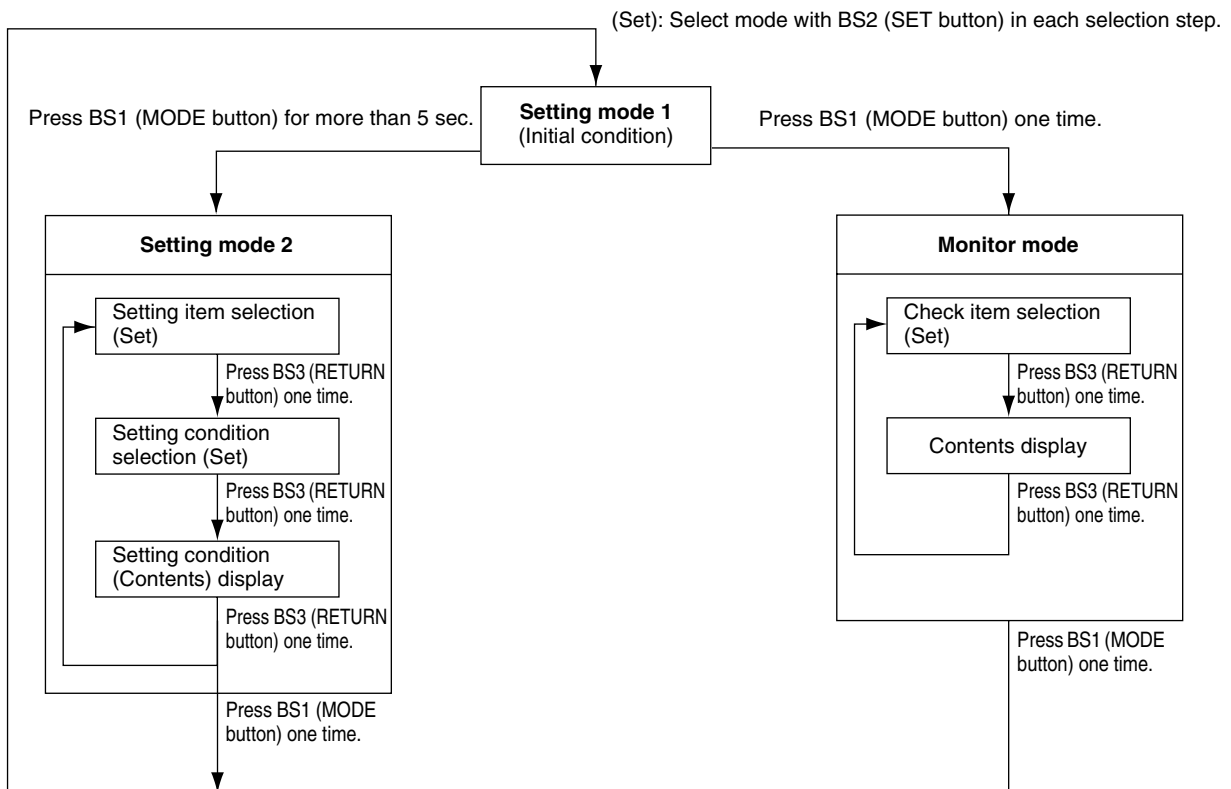 (Set): Select mode with BS2 (SET button) in each selection step.
Press BS1 (MODE button) for more than 5 sec.
Setting mode 1
(Initial condition)
Press BS1 (MODE button) one time.
Setting mode 2
Setting item selection
(Set)
Press BS3 (RETURN
button) one time.
Setting condition
selection (Set)
Press BS3 (RETURN
button) one time.
Setting condition
(Contents) display
Press BS3 (RETURN
button) one time.
Press BS1 (MODE
button) one time.
Monitor mode
Check item selection
(Set)
Press BS3 (RETURN
button) one time.
Contents display
Press BS3 (RETURN
button) one time.
Press BS1 (MODE
button) one time.